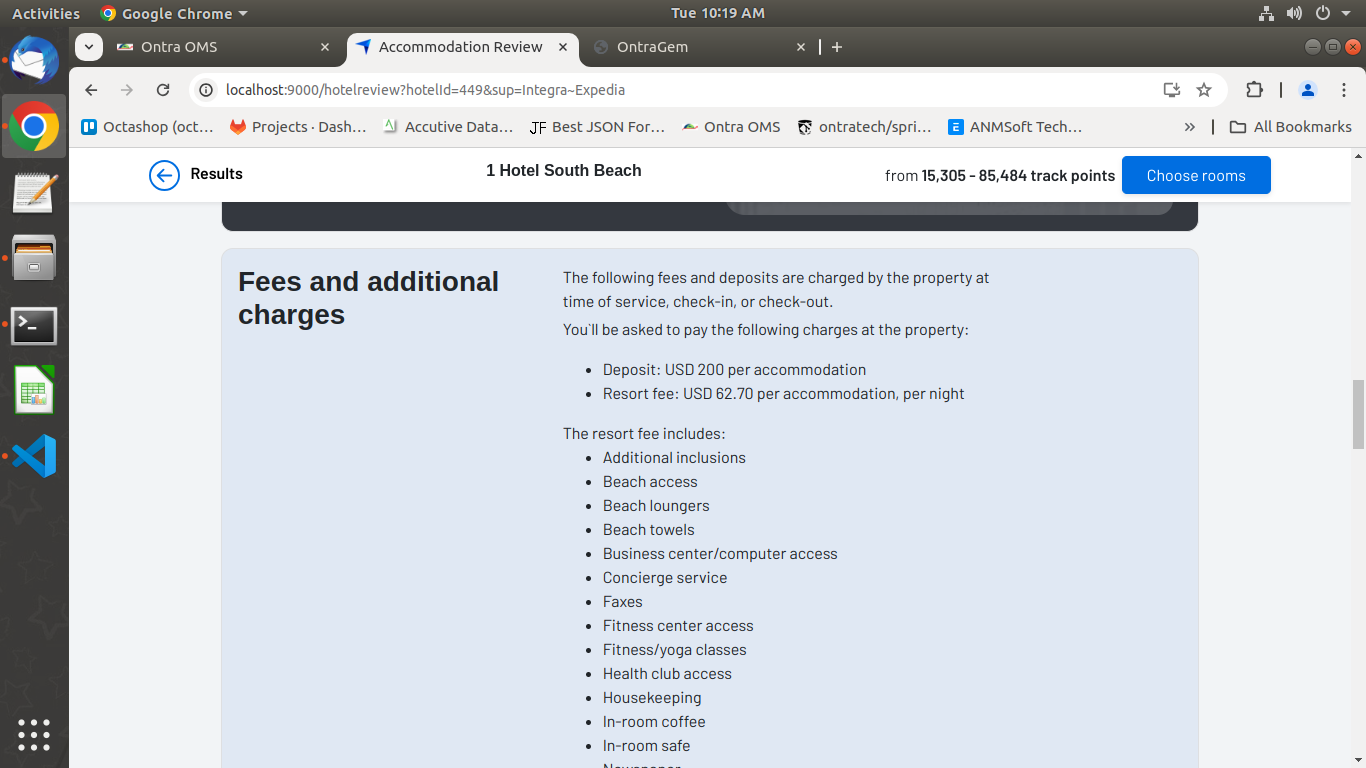 Activities Google Chrome Tue 10:19 AM
Ontra OMS Accommodation Review OntraGem
localhost:9000/hotelreview?hotelId=449&sup=Integra~Expedia
Octashop (oct… Projects · Dash… Accutive Data… JF Best JSON For… Ontra OMS ontratech/spri… E ANMSoft Tech… » All Bookmarks
Results 1 Hotel South Beach from 15,305 - 85,484 track points Choose rooms
Fees and additional
charges
The following fees and deposits are charged by the property at
time of service, check-in, or check-out.
You`ll be asked to pay the following charges at the property:
Deposit: USD 200 per accommodation
Resort fee: USD 62.70 per accommodation, per night
The resort fee includes:
Additional inclusions
Beach access
Beach loungers
Beach towels
Business center/computer access
Concierge service
Faxes
Fitness center access
Fitness/yoga classes
Health club access
Housekeeping
In-room coffee
In-room safe